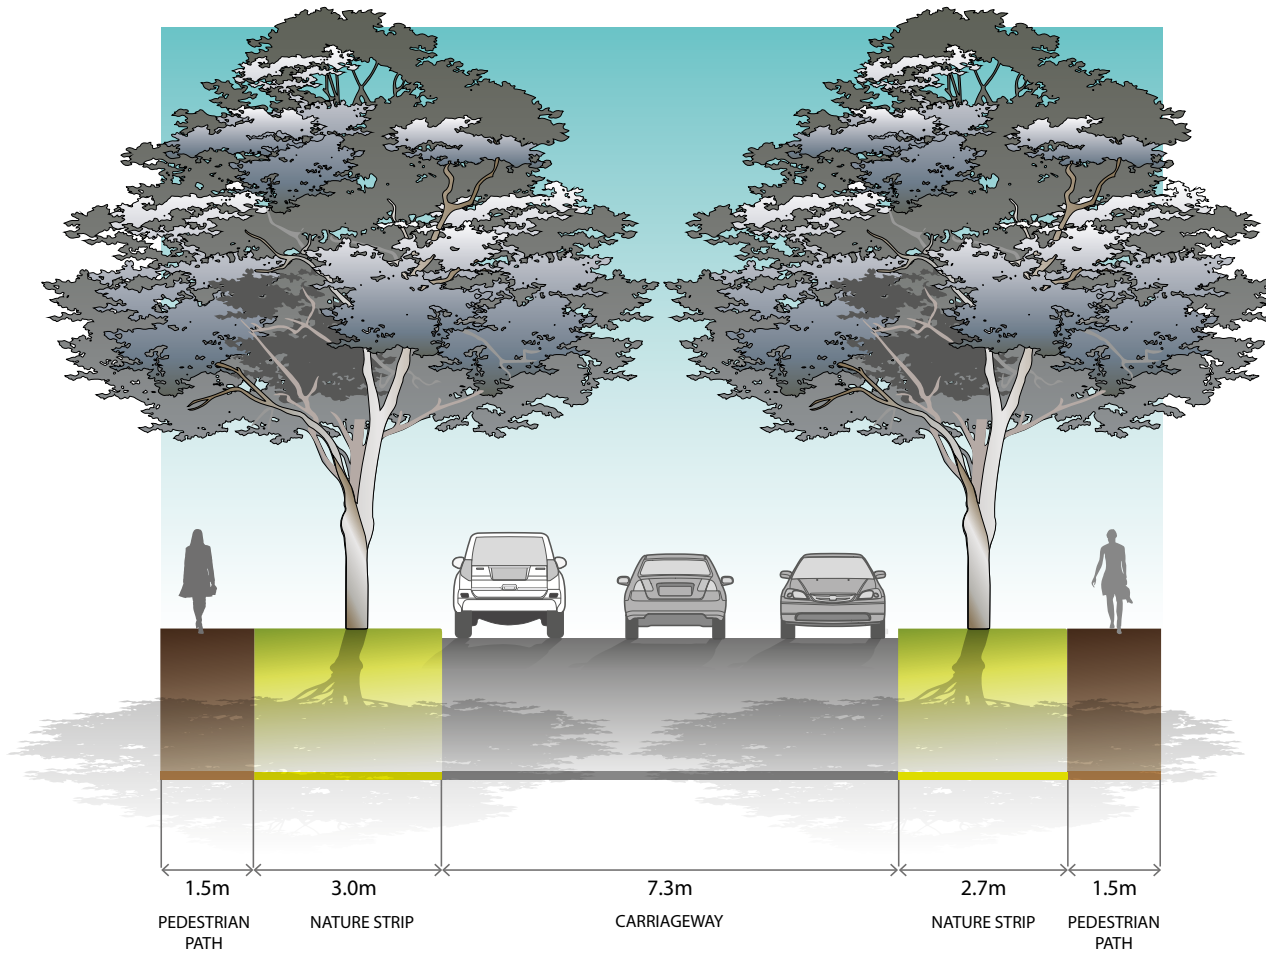 1.5m
3.0m
7.3m
2.7m
1.5m
PEDESTRIAN
PATH
NATURE STRIP
CARRIAGEWAY
NATURE STRIP
PEDESTRIAN
PATH